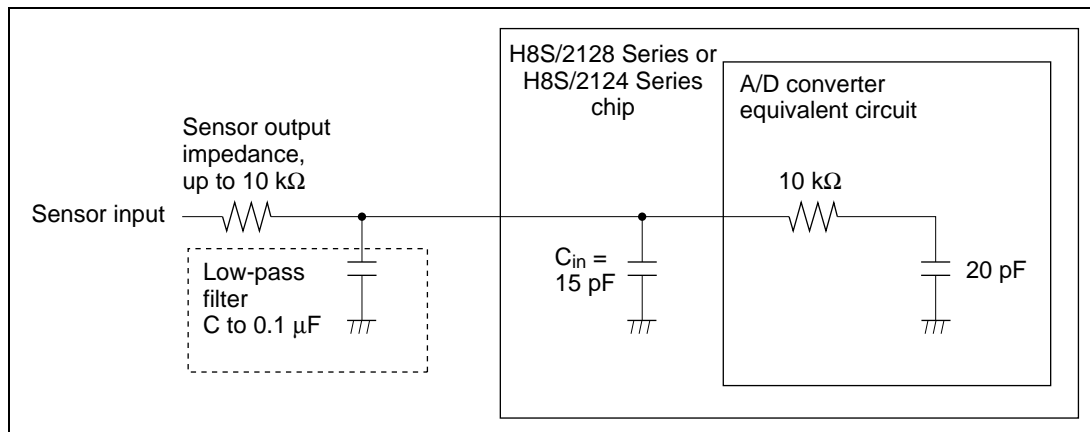 H8S/2128 Series or
H8S/2124 Series
chip
A/D converter
equivalent circuit
Sensor output
impedance,
up to 10 kΩ
10 kΩ
Sensor input
Low-pass
filter
C to 0.1 μF
Cin =
15 pF
20 pF